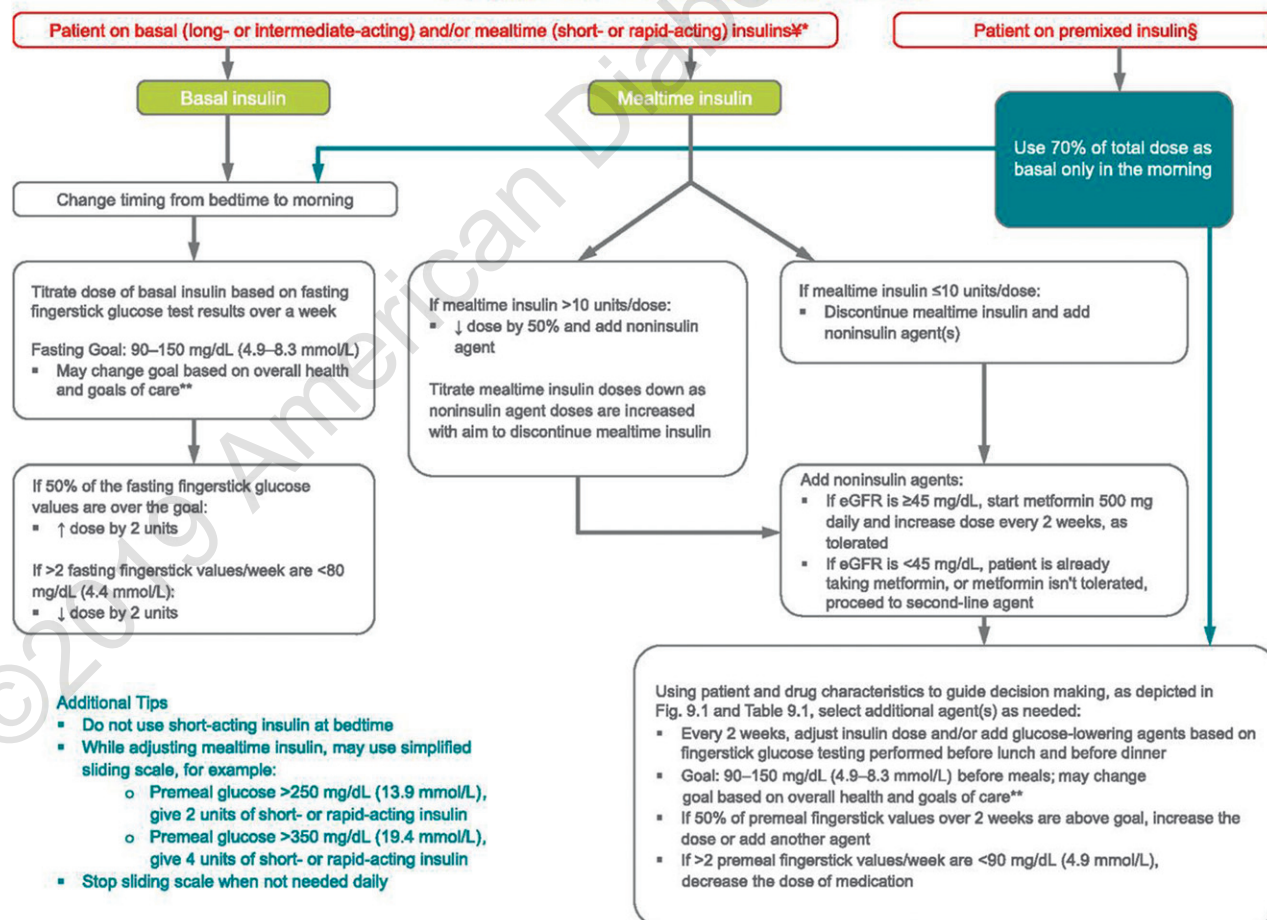 Patient on basal (long- or intermediate-acting) and/or mealtime (short- or rapid-acting) insulins¥*
Patient on premixed insulin§
Basal insulin
Mealtime insulin
Use 70% of total dose as
basal only in the morning
Change timing from bedtime to morning
Titrate dose of basal insulin based on fasting
fingerstick glucose test results over a week
Fasting Goal: 90–150 mg/dL (4.9–8.3 mmol/L)
▪ May change goal based on overall health
and goals of care**
If mealtime insulin >10 units/dose:
▪ ↓ dose by 50% and add noninsulin
agent
Titrate mealtime insulin doses down as
noninsulin agent doses are increased
with aim to discontinue mealtime insulin
If mealtime insulin ≤10 units/dose:
▪ Discontinue mealtime insulin and add
noninsulin agent(s)
If 50% of the fasting fingerstick glucose
values are over the goal:
▪ ↑ dose by 2 units
If >2 fasting fingerstick values/week are <80
mg/dL (4.4 mmol/L):
▪ ↓ dose by 2 units
Add noninsulin agents:
▪ If eGFR is ≥45 mg/dL, start metformin 500 mg
daily and increase dose every 2 weeks, as
tolerated
▪ If eGFR is <45 mg/dL, patient is already
taking metformin, or metformin isn't tolerated,
proceed to second-line agent
Additional Tips
▪ Do not use short-acting insulin at bedtime
▪ While adjusting mealtime insulin, may use simplified
sliding scale, for example:
o Premeal glucose >250 mg/dL (13.9 mmol/L),
give 2 units of short- or rapid-acting insulin
o Premeal glucose >350 mg/dL (19.4 mmol/L),
give 4 units of short- or rapid-acting insulin
▪ Stop sliding scale when not needed daily
Using patient and drug characteristics to guide decision making, as depicted in
Fig. 9.1 and Table 9.1, select additional agent(s) as needed:
▪ Every 2 weeks, adjust insulin dose and/or add glucose-lowering agents based on
fingerstick glucose testing performed before lunch and before dinner
▪ Goal: 90–150 mg/dL (4.9–8.3 mmol/L) before meals; may change
goal based on overall health and goals of care**
▪ If 50% of premeal fingerstick values over 2 weeks are above goal, increase the
dose or add another agent
▪ If >2 premeal fingerstick values/week are <90 mg/dL (4.9 mmol/L),
decrease the dose of medication
©2019 American